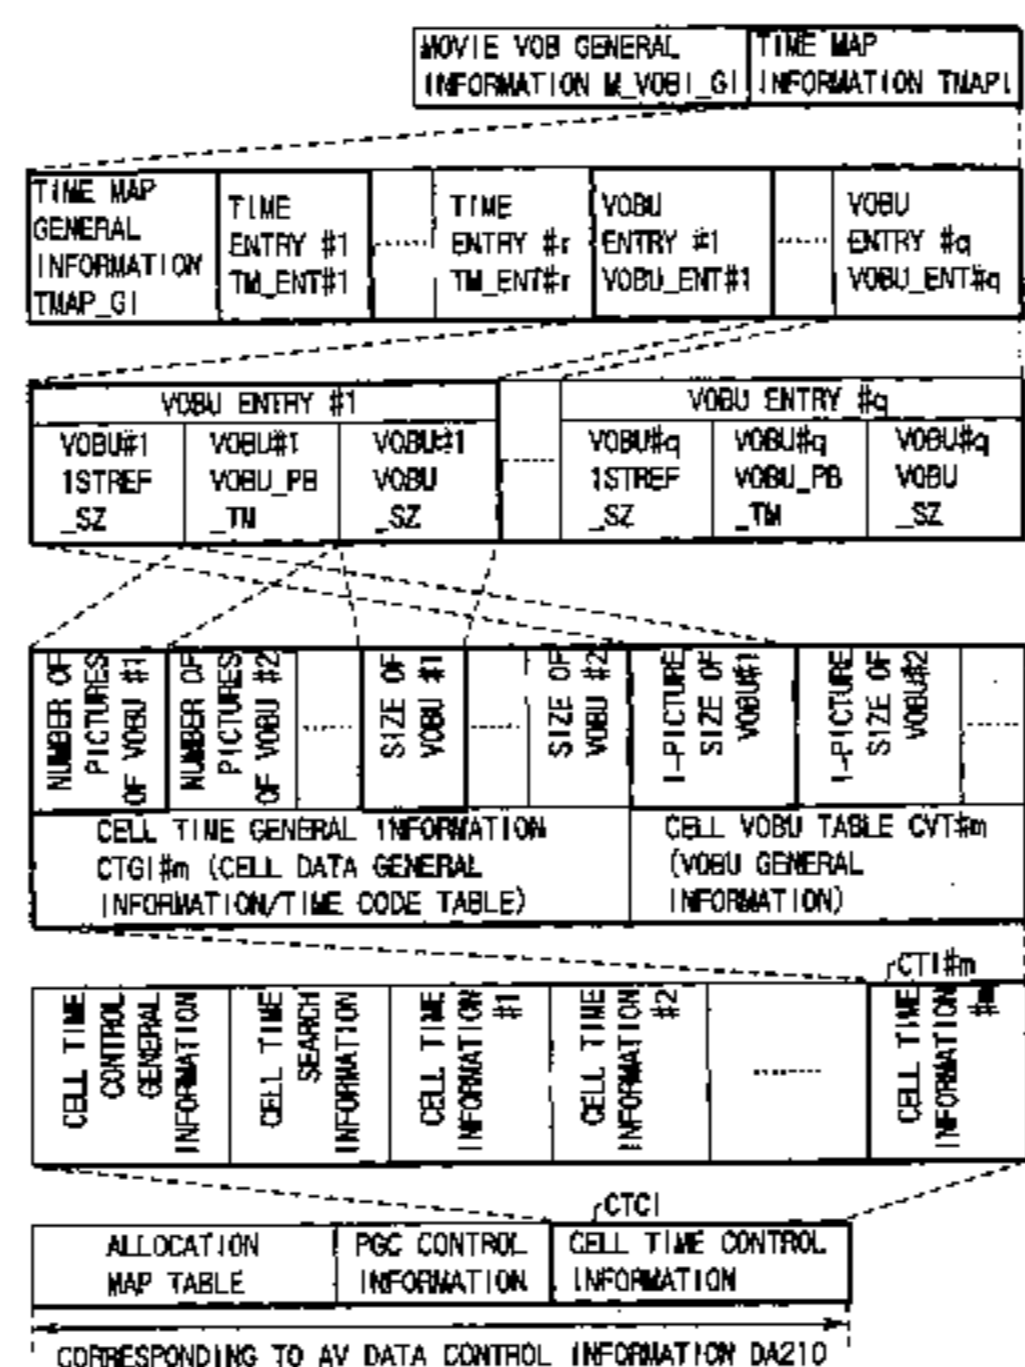 MOVIE VOB GENERAL
INFORMATION M_VOBI_GI
TIME MAP
INFORMATION TMAPI
TIME MAP
GENERAL
INFORMATION
TMAP_GI
TIME
ENTRY #1
TM_ENT#1
TIME
ENTRY #r
TM_ENT#r
VOBU
ENTRY #1
VOBU_ENT#1
VOBU
ENTRY #q
VOBU_ENT#q
VOBU ENTRY #1
VOBU ENTRY #q
VOBU#1
1STREF
_SZ
VOBU#1
VOBU_PB
_TM
VOBU#1
VOBU
_SZ
VOBU#q
1STREF
_SZ
VOBU#q
VOBU_PB
_TM
VOBU#q
VOBU
_SZ
NUMBER OF
PICTURES
OF VOBU #1
NUMBER OF
PICTURES
OF VOBU #2
SIZE OF
VOBU #1
SIZE OF
VOBU #2
I-PICTURE
SIZE OF
VOBU#1
I-PICTURE
SIZE OF
VOBU#2
CELL TIME GENERAL INFORMATION
CTGI#m (CELL DATA GENERAL
INFORMATION/TIME CODE TABLE)
CELL VOBU TABLE CVT#m
(VOBU GENERAL
INFORMATION)
CTI#m
CELL TIME
CONTROL
GENERAL
INFORMATION
CELL TIME
SEARCH
INFORMATION
CELL TIME
INFORMATION
#1
CELL TIME
INFORMATION
#2
CELL TIME
INFORMATION
#m
CTCI
ALLOCATION
MAP TABLE
PGC CONTROL
INFORMATION
CELL TIME CONTROL
INFORMATION
CORRESPONDING TO AV DATA CONTROL INFORMATION DA210